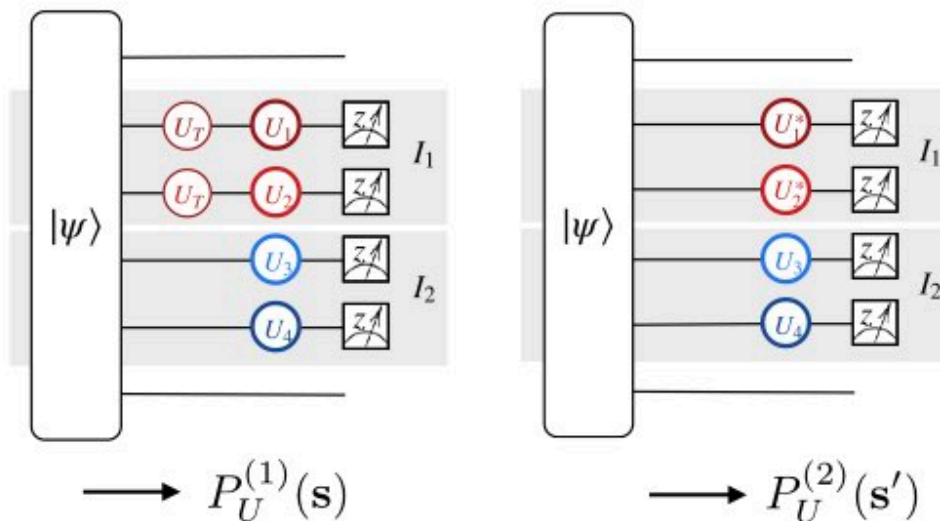 |ψ⟩
U_T U_1 Z
U_T U_2 Z
I_1
U_3 Z
U_4 Z
I_2
→ P_U^{(1)}(s)
|ψ⟩
U_1^* Z
U_2^* Z
I_1
U_3 Z
U_4 Z
I_2
→ P_U^{(2)}(s′)